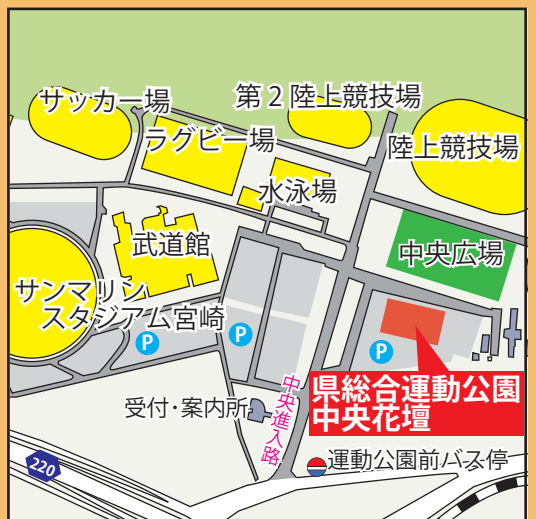 サッカー場
第2陸上競技場
ラグビー場
陸上競技場
水泳場
武道館
中央広場
サンマリン
スタジアム宮崎
P
P
P
県総合運動公園
中央花壇
中央進入路
受付・案内所
運動公園前バス停
220